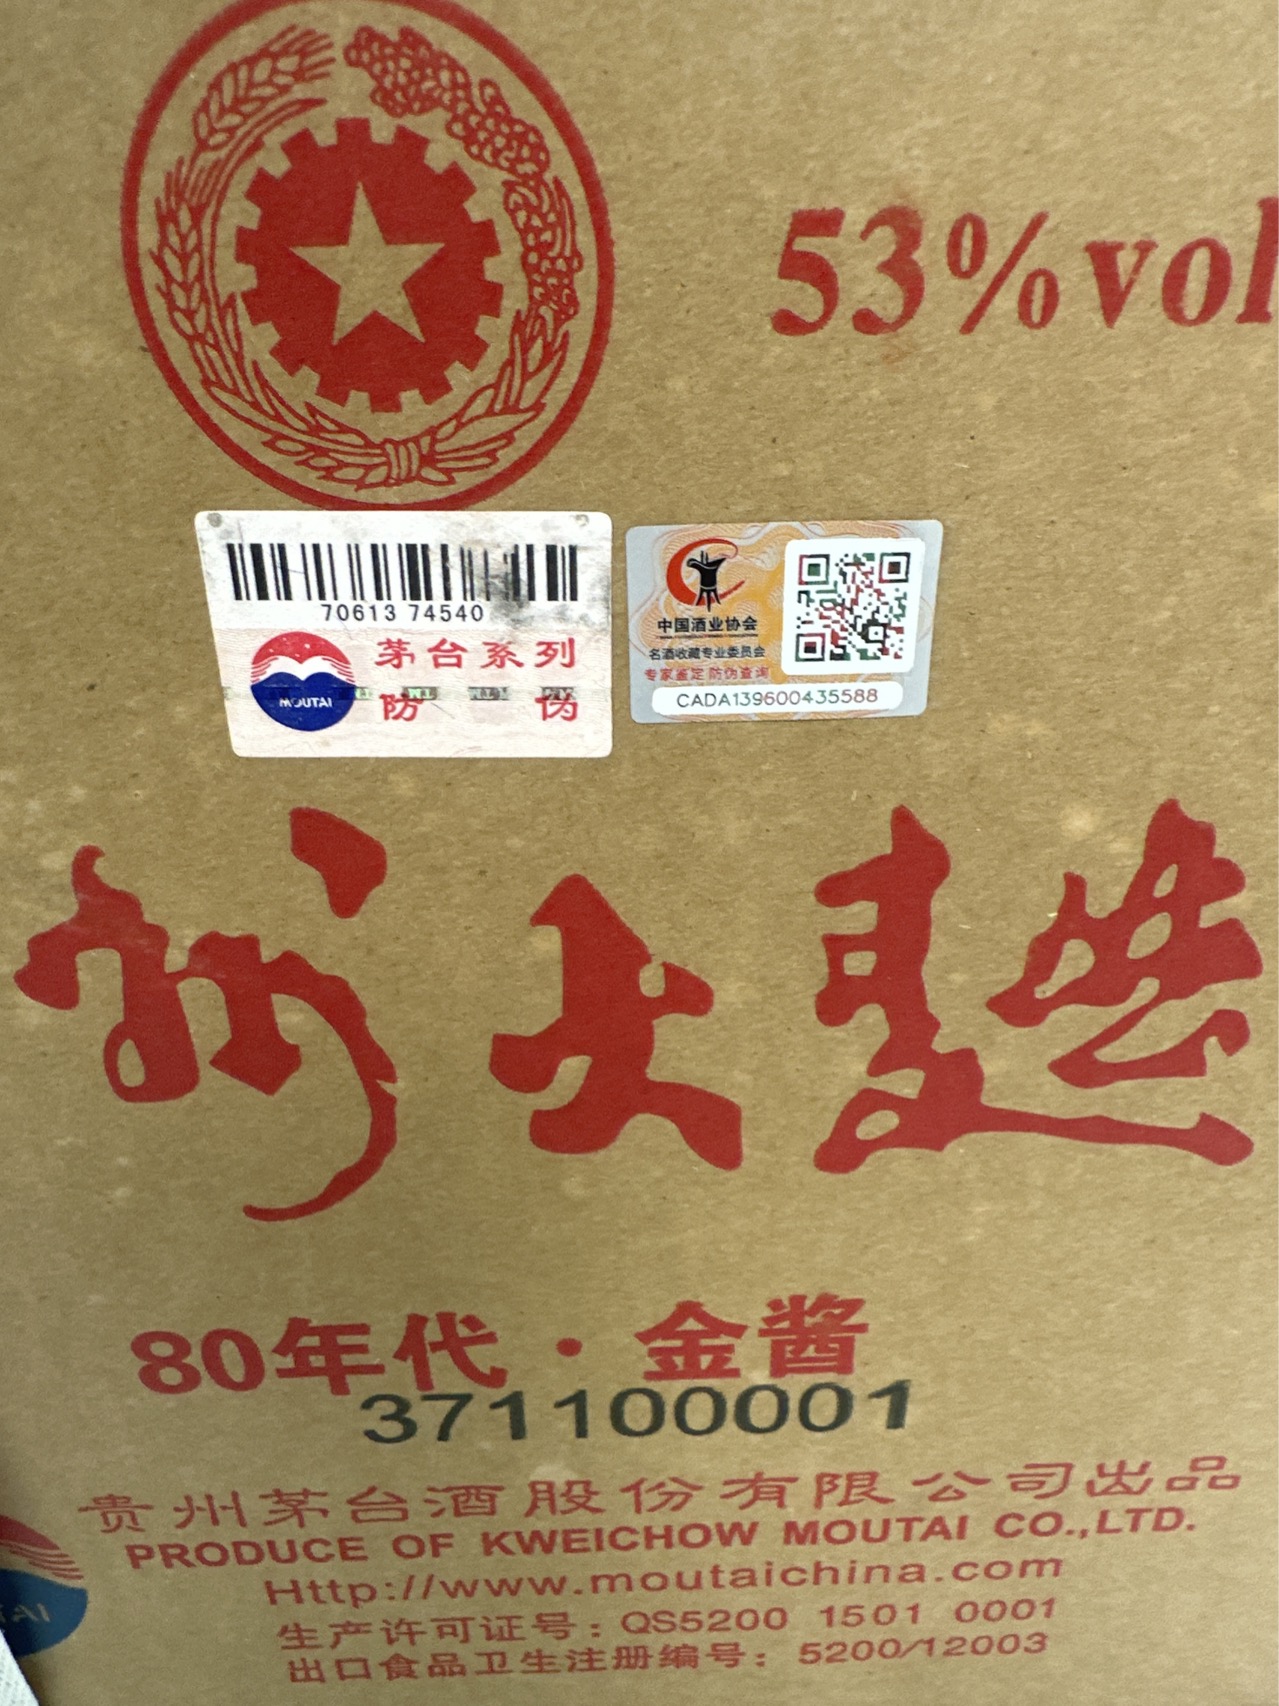 53%vol
70613 74540
茅台系列
MOUTAI
防伪
中国酒业协会
名酒收藏专业委员会
专家鉴定 防伪查询
CADA139600435588
州大麯
80年代·金酱
371100001
贵州茅台酒股份有限公司出品
PRODUCE OF KWEICHOW MOUTAI CO.,LTD.
Http://www.moutaichina.com
生产许可证号：QS5200 1501 0001
出口食品卫生注册编号：5200/12003